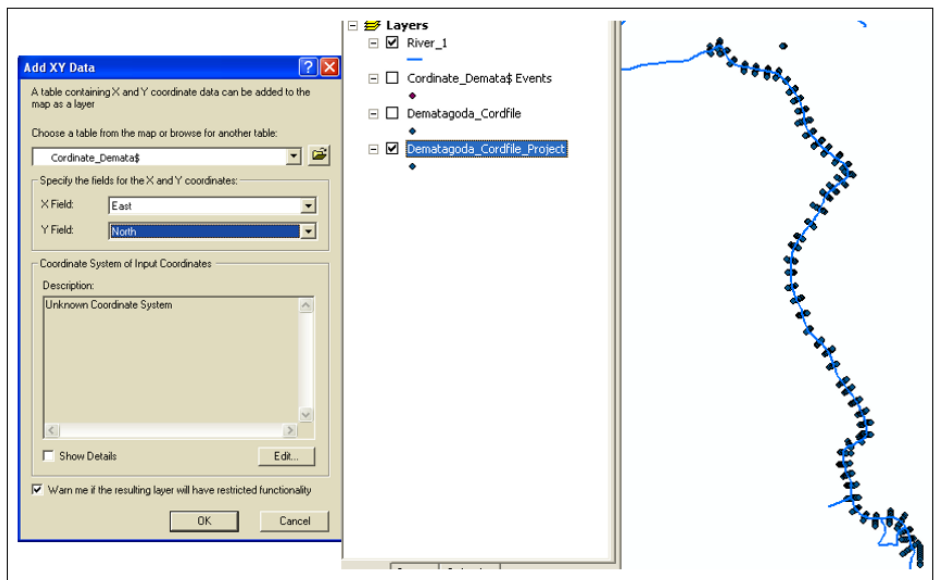 Add XY Data
A table containing X and Y coordinate data can be added to the
map as a layer
Choose a table from the map or browse for another table:
Cordinate_Demata$
Specify the fields for the X and Y coordinates:
X Field: East
Y Field: North
Coordinate System of Input Coordinates
Description:
Unknown Coordinate System
Show Details
Edit...
Warn me if the resulting layer will have restricted functionality
OK
Cancel
Layers
River_1
Cordinate_Demata$ Events
Dematagoda_Cordfile
Dematagoda_Cordfile_Project